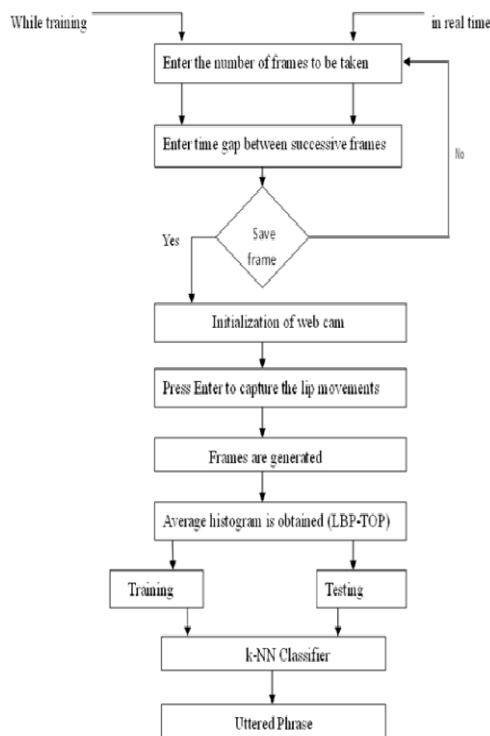 While training
in real time
Enter the number of frames to be taken
Enter time gap between successive frames
No
Save
frame
Yes
Initialization of web cam
Press Enter to capture the lip movements
Frames are generated
Average histogram is obtained (LBP-TOP)
Training
Testing
k-NN Classifier
Uttered Phrase